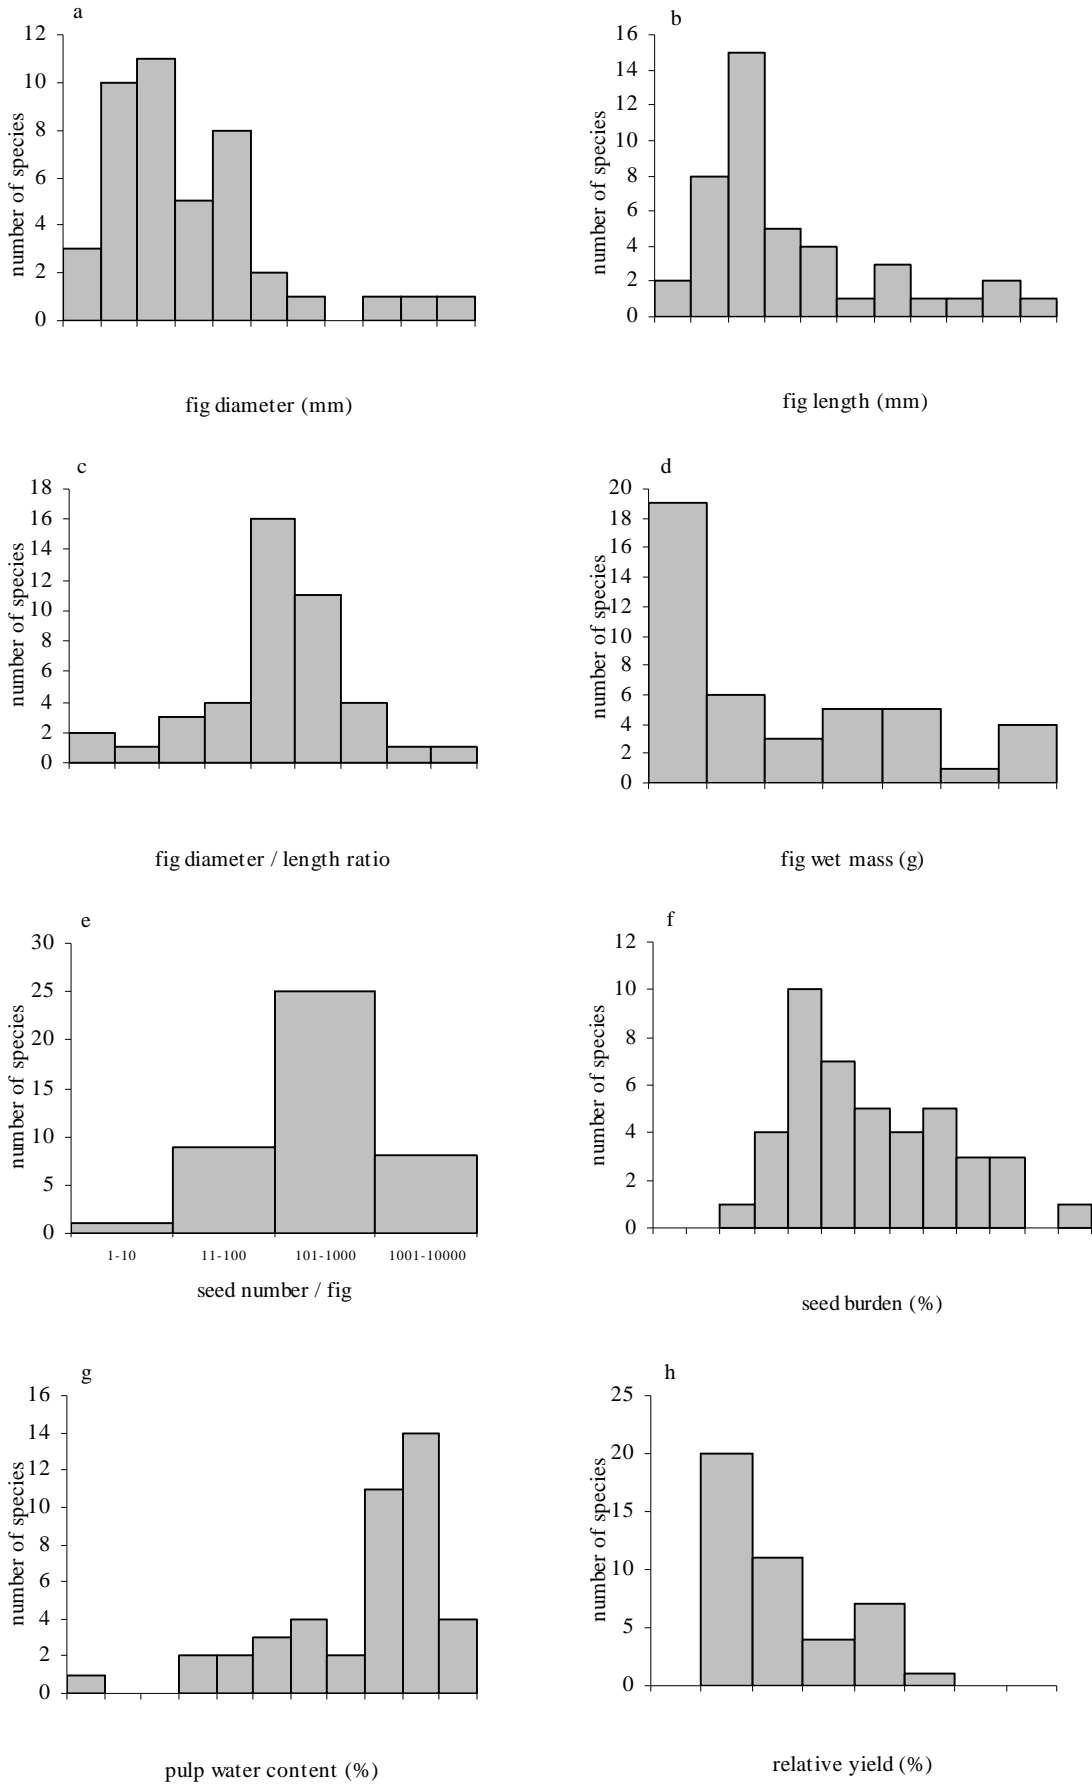 a
12
10
8
6
4
2
0
number of species
fig diameter (mm)
b
16
14
12
10
8
6
4
2
0
number of species
fig length (mm)
c
18
16
14
12
10
8
6
4
2
0
number of species
fig diameter / length ratio
d
20
18
16
14
12
10
8
6
4
2
0
number of species
fig wet mass (g)
e
30
25
20
15
10
5
0
number of species
1-10 11-100 101-1000 1001-10000
seed number / fig
f
12
10
8
6
4
2
0
number of species
seed burden (%)
g
16
14
12
10
8
6
4
2
0
number of species
pulp water content (%)
h
25
20
15
10
5
0
number of species
relative yield (%)